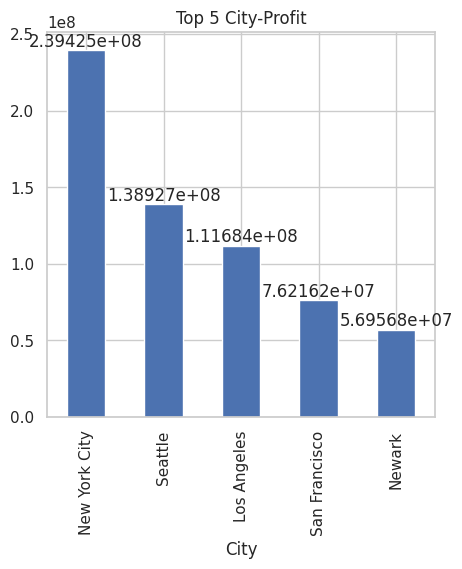 Top 5 City-Profit
1e8
2.5
2.0
1.5
1.0
0.5
0.0
2.39425e+08
1.38927e+08
1.11684e+08
7.62162e+07
5.69568e+07
New York City
Seattle
Los Angeles
San Francisco
Newark
City